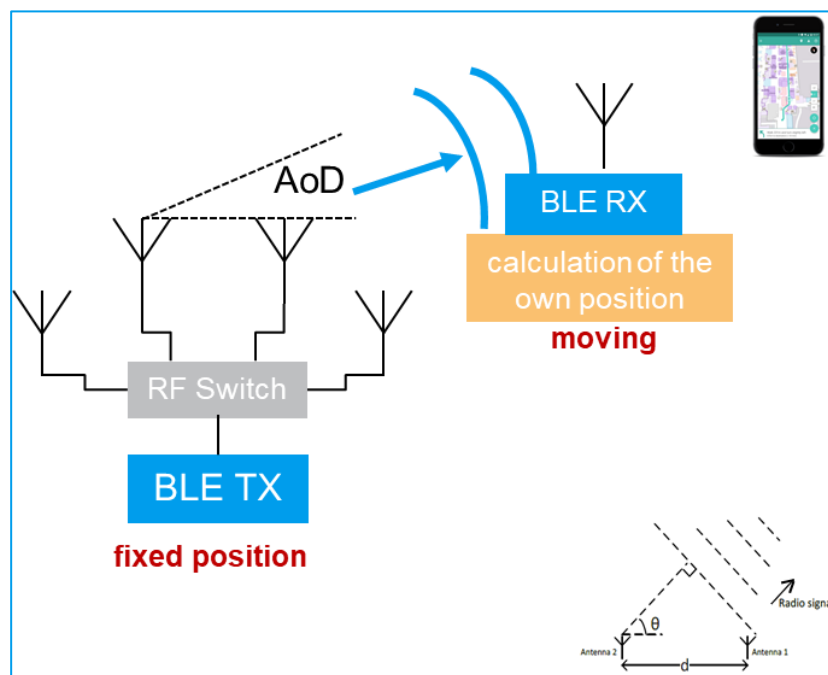 AoD
BLE RX
calculation of the
own position
moving
RF Switch
BLE TX
fixed position
Radio signa
θ
Antenna 2
Antenna 1
d